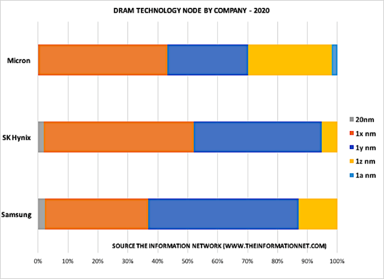 DRAM TECHNOLOGY NODE BY COMPANY - 2020
Micron
SK Hynix
Samsung
20nm
1x nm
1y nm
1z nm
1a nm
SOURCE THE INFORMATION NETWORK (WWW.THEINFORMATIONNET.COM)
0% 10% 20% 30% 40% 50% 60% 70% 80% 90% 100%